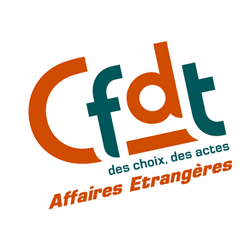 Cfdt
des choix, des actes
Affaires Etrangères